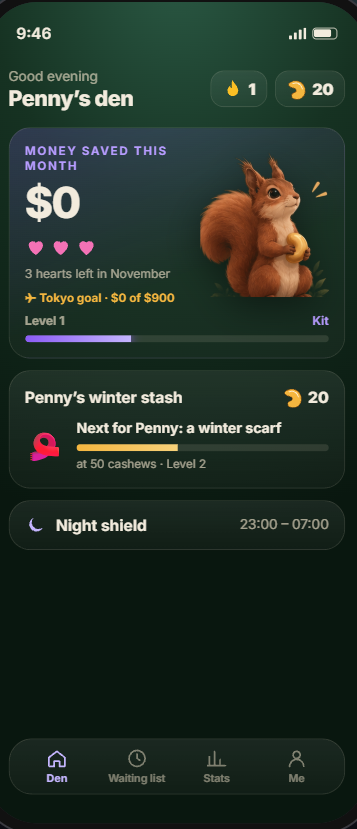 9:46
Good evening
Penny’s den
1
20
MONEY SAVED THIS
MONTH
$0
3 hearts left in November
Tokyo goal · $0 of $900
Level 1
Kit
Penny’s winter stash
20
Next for Penny: a winter scarf
at 50 cashews · Level 2
Night shield
23:00 – 07:00
Den
Waiting list
Stats
Me